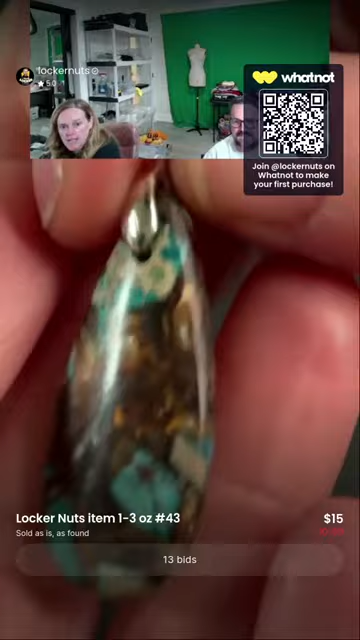 lockernuts
★ 5.0
whatnot
Join @lockernuts on
Whatnot to make
your first purchase!
Locker Nuts item 1-3 oz #43
$15
Sold as is, as found
13 bids